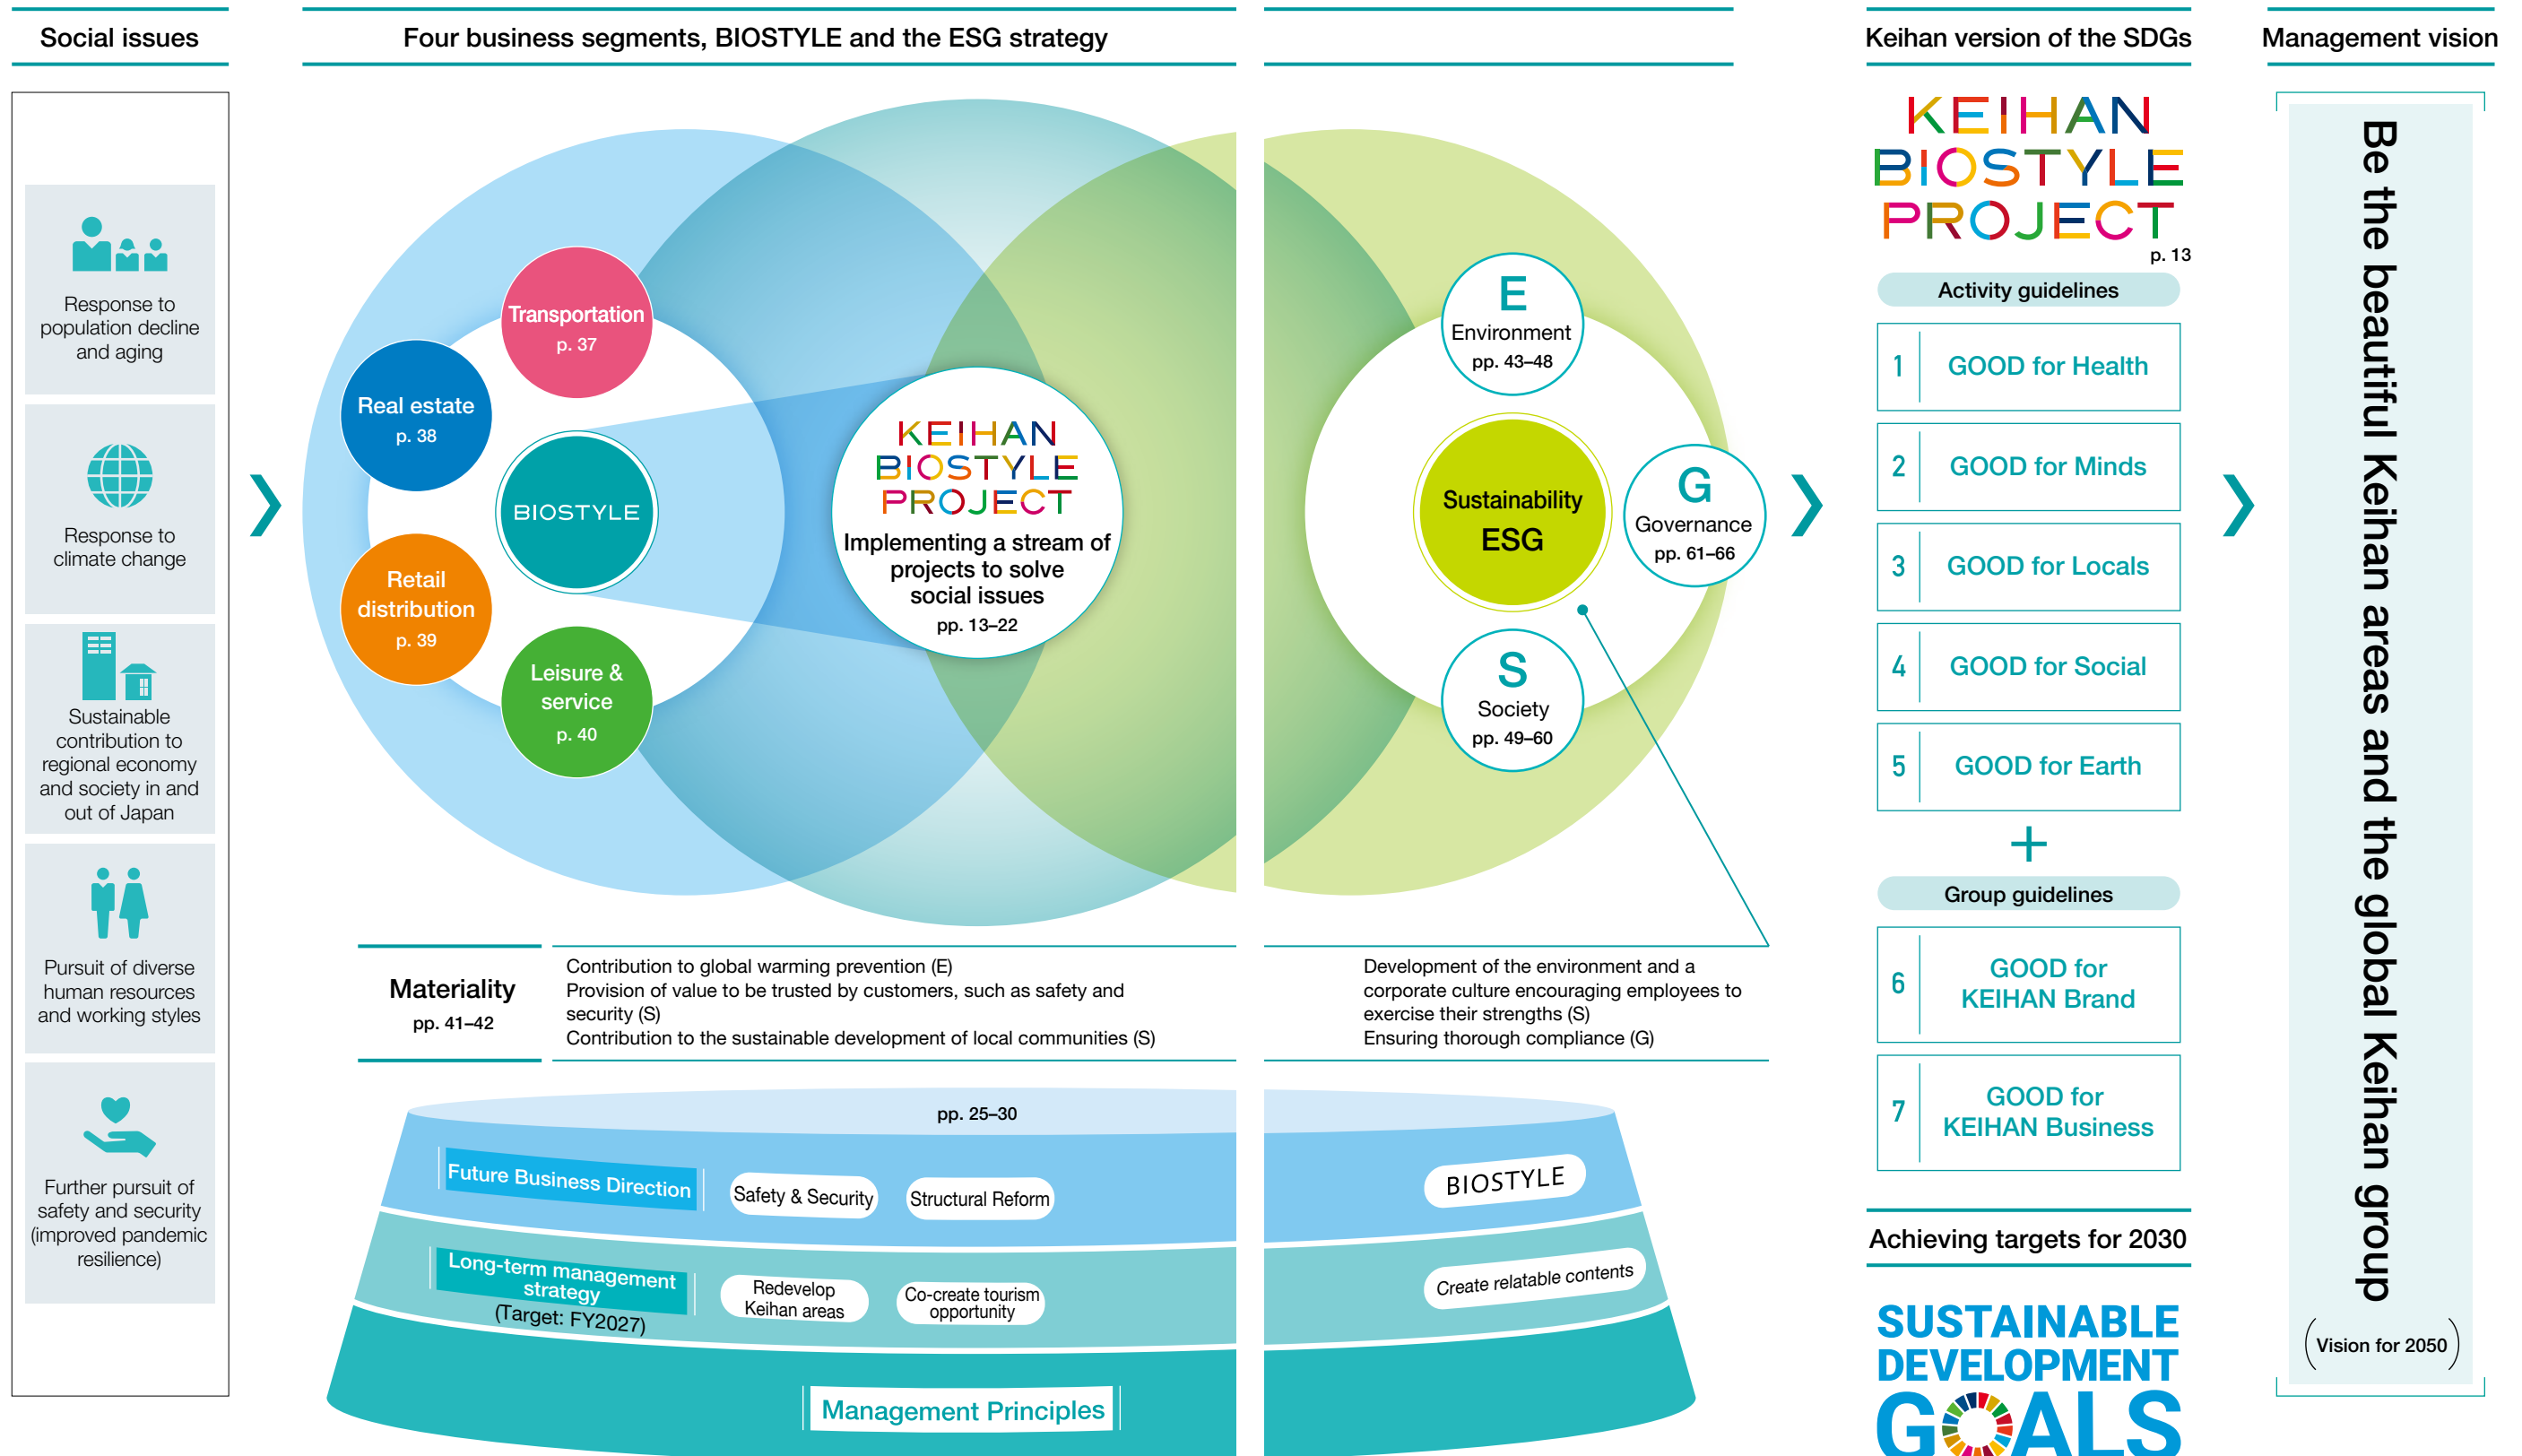 Social issues
Response to
population decline
and aging
Response to
climate change
Sustainable
contribution to
regional economy
and society in and
out of Japan
Pursuit of diverse
human resources
and working styles
Further pursuit of
safety and security
(improved pandemic
resilience)
Four business segments, BIOSTYLE and the ESG strategy
Transportation
p. 37
Real estate
p. 38
BIOSTYLE
Retail
distribution
p. 39
Leisure &
service
p. 40
KEIHAN
BIOSTYLE
PROJECT
Implementing a stream of
projects to solve
social issues
pp. 13–22
E
Environment
pp. 43–48
Sustainability
ESG
G
Governance
pp. 61–66
S
Society
pp. 49–60
Materiality
pp. 41–42
Contribution to global warming prevention (E)
Provision of value to be trusted by customers, such as safety and
security (S)
Contribution to the sustainable development of local communities (S)
Development of the environment and a
corporate culture encouraging employees to
exercise their strengths (S)
Ensuring thorough compliance (G)
pp. 25–30
Future Business Direction
Safety & Security
Structural Reform
BIOSTYLE
Long-term management
strategy
(Target: FY2027)
Redevelop
Keihan areas
Co-create tourism
opportunity
Create relatable contents
Management Principles
Keihan version of the SDGs
KEIHAN
BIOSTYLE
PROJECT
p. 13
Activity guidelines
1 GOOD for Health
2 GOOD for Minds
3 GOOD for Locals
4 GOOD for Social
5 GOOD for Earth
+
Group guidelines
6 GOOD for
KEIHAN Brand
7 GOOD for
KEIHAN Business
Achieving targets for 2030
SUSTAINABLE
DEVELOPMENT
GOALS
Management vision
Be the beautiful Keihan areas and the global Keihan group
(Vision for 2050)